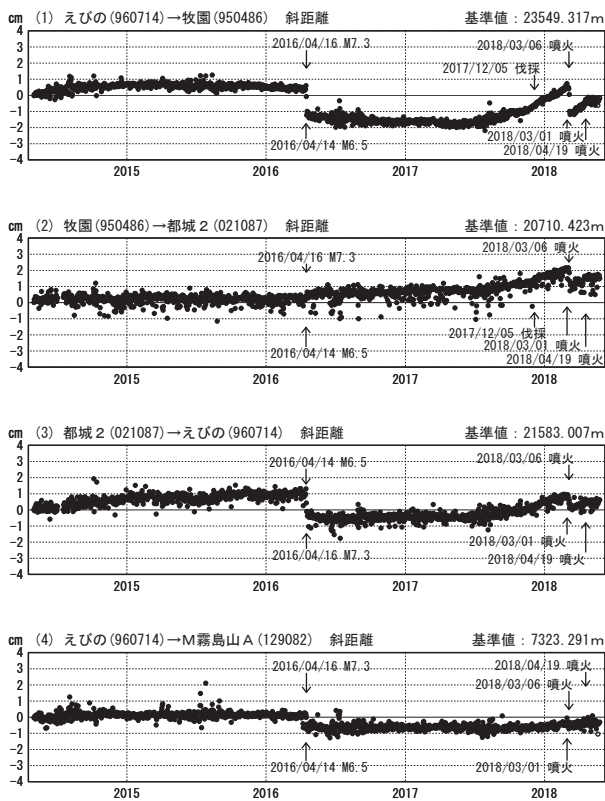 cm (1) えびの(960714)→牧園(950486) 斜距離 基準値：23549.317m
4
3
2
1
0
-1
-2
-3
-4
2016/04/16 M7.3
2018/03/06 噴火
2017/12/05 伐採
2016/04/14 M6.5
2018/03/01 噴火
2018/04/19 噴火
2015 2016 2017 2018
cm (2) 牧園(950486)→都城２(021087) 斜距離 基準値：20710.423m
4
3
2
1
0
-1
-2
-3
-4
2018/03/06 噴火
2016/04/16 M7.3
2017/12/05 伐採
2018/03/01 噴火
2016/04/14 M6.5
2018/04/19 噴火
2015 2016 2017 2018
cm (3) 都城２(021087)→えびの(960714) 斜距離 基準値：21583.007m
4
3
2
1
0
-1
-2
-3
-4
2018/03/06 噴火
2016/04/14 M6.5
2018/03/01 噴火
2016/04/16 M7.3
2018/04/19 噴火
2015 2016 2017 2018
cm (4) えびの(960714)→Ｍ霧島山Ａ(129082) 斜距離 基準値：7323.291m
4
3
2
1
0
-1
-2
-3
-4
2016/04/16 M7.3
2018/04/19 噴火
2018/03/06 噴火
2016/04/14 M6.5
2018/03/01 噴火
2015 2016 2017 2018